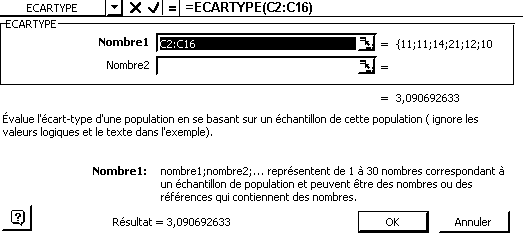 ECARTYPE = =ECARTYPE(C2:C16)
ECARTYPE
Nombre1 C2:C16 = {11;11;14;21;12;10
Nombre2 =
= 3,090692633
Évalue l'écart-type d'une population en se basant sur un échantillon de cette population ( ignore les
valeurs logiques et le texte dans l'exemple).
Nombre1: nombre1;nombre2;... représentent de 1 à 30 nombres correspondant à
un échantillon de population et peuvent être des nombres ou des
références qui contiennent des nombres.
? Résultat = 3,090692633 OK Annuler